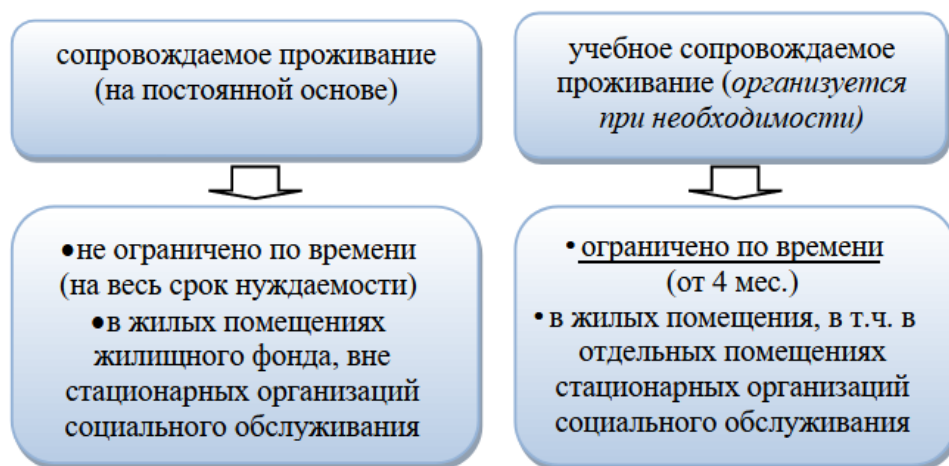 сопровождаемое проживание
(на постоянной основе)
учебное сопровождаемое
проживание (организуется
при необходимости)
•не ограничено по времени
(на весь срок нуждаемости)
•в жилых помещениях
жилищного фонда, вне
стационарных организаций
социального обслуживания
• ограничено по времени
(от 4 мес.)
• в жилых помещения, в т.ч. в
отдельных помещениях
стационарных организаций
социального обслуживания